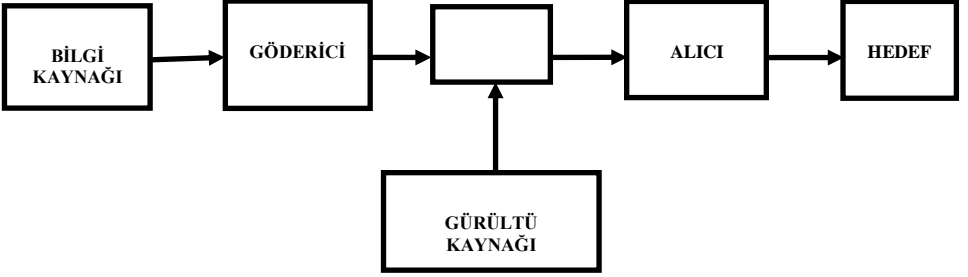 BİLGİ
KAYNAĞI
GÖDERİCİ
ALICI
HEDEF
GÜRÜLTÜ
KAYNAĞI